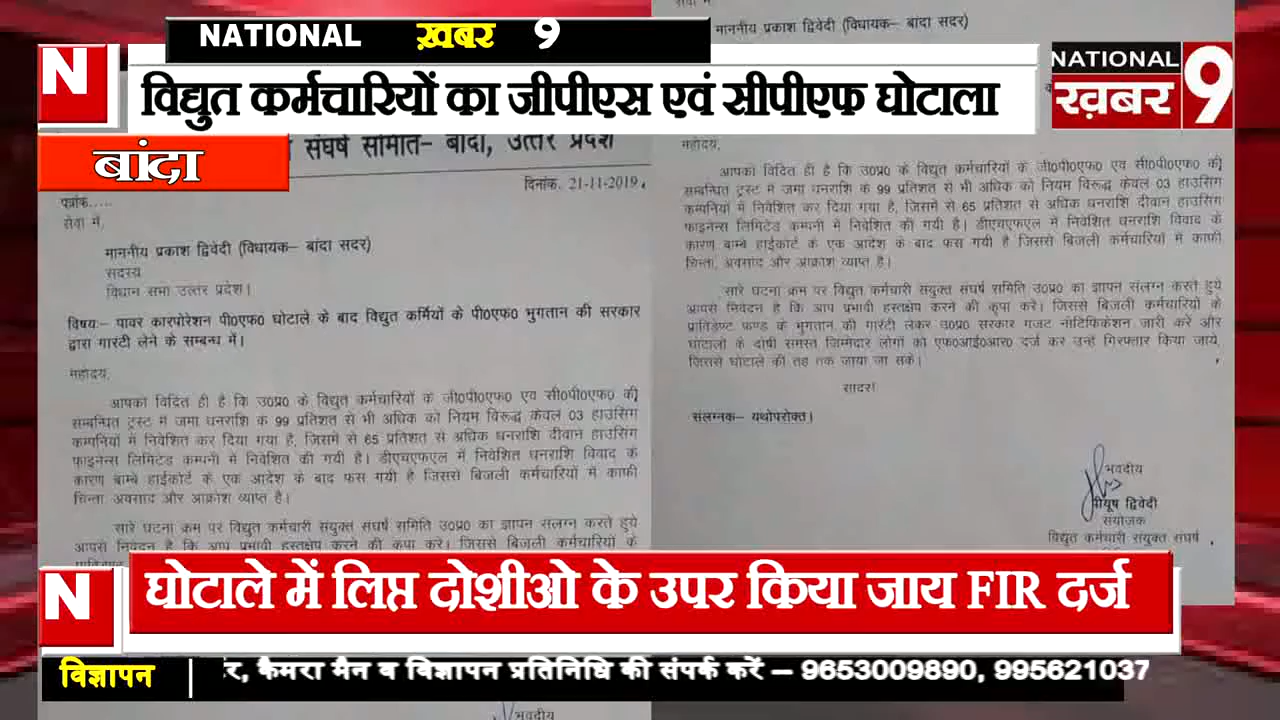 NATIONAL ख़बर 9
विद्युत कर्मचारियों का जीपीएस एवं सीपीएफ घोटाला
NATIONAL
ख़बर 9
N
बांदा
संघर्ष समिति– बांदा, उत्तर प्रदेश
दिनांक. 21-11-2019
पत्रांक.....
सेवा में,
माननीय प्रकाश द्विवेदी (विधायक– बांदा सदर)
सदस्य
विधान सभा उत्तर प्रदेश।
विषयः– पावर कारपोरेशन पी0एफ0 घोटाले के बाद विद्युत कर्मियों के पी0एफ0 भुगतान की सरकार
द्वारा गारंटी लेने के सम्बन्ध में।
महोदय,
आपको विदित ही है कि उ0प्र0 के विद्युत कर्मचारियों के जी0पी0एफ0 एव सी0पी0एफ0 की
सम्बन्धित ट्रस्ट में जमा धनराशि के 99 प्रतिशत से भी अधिक को नियम विरूद्ध केवल 03 हाउसिंग
कम्पनियों में निवेशित कर दिया गया है, जिसमें से 65 प्रतिशत से अधिक धनराशि दीवान हाउसिंग
फाइनेन्स लिमिटेड कम्पनी में निवेशित की गयी है। डीएचएफएल में निवेशित धनराशि विवाद के
कारण बाम्बे हाईकोर्ट के एक आदेश के बाद फस गयी है जिससे बिजली कर्मचारियों में काफी
चिन्ता अवसाद और आक्रोश व्याप्त है।
सारे घटना क्रम पर विद्युत कर्मचारी संयुक्त संघर्ष समिति उ0प्र0 का ज्ञापन संलग्न करते हुये
आपसे निवेदन है कि आप प्रभावी हस्तक्षेप करने की कृपा करें। जिससे बिजली कर्मचारियों के
भवदीय
सेवा में
माननीय प्रकाश द्विवेदी (विधायक– बांदा सदर)
महोदय,
आपको विदित ही है कि उ0प्र0 के विद्युत कर्मचारियों के जी0पी0एफ0 एव सी0पी0एफ0 की
सम्बन्धित ट्रस्ट में जमा धनराशि के 99 प्रतिशत से भी अधिक को नियम विरूद्ध केवल 03 हाउसिंग
कम्पनियों में निवेशित कर दिया गया है, जिसमें से 65 प्रतिशत से अधिक धनराशि दीवान हाउसिंग
फाइनेन्स लिमिटेड कम्पनी में निवेशित की गयी है। डीएचएफएल में निवेशित धनराशि विवाद के
कारण बाम्बे हाईकोर्ट के एक आदेश के बाद फस गयी है जिससे बिजली कर्मचारियों में काफी
चिन्ता, अवसाद और आक्रोश व्याप्त है।
सारे घटना क्रम पर विद्युत कर्मचारी संयुक्त संघर्ष समिति उ0प्र0 का ज्ञापन संलग्न करते हुये
आपसे निवेदन है कि आप प्रभावी हस्तक्षेप करने की कृपा करें। जिससे बिजली कर्मचारियों के
प्राविडेण्ट फण्ड के भुगतान की गारंटी लेकर उ0प्र0 सरकार गजट नोटिफिकेशन जारी करें और
घोटालों के दोषी समस्त जिम्मेदार लोगों को एफ0आई0आर0 दर्ज कर उन्हें गिरफ्तार किया जाये,
जिससे घोटाले की तह तक जाया जा सके।
सादर!
संलग्नक– यथोपरोक्त।
भवदीय
पीयूष द्विवेदी
संयोजक
विद्युत कर्मचारी संयुक्त संघर्ष
N
घोटाले में लिप्त दोशीओ के उपर किया जाय FIR दर्ज
विज्ञापन
कैमरा मैन व विज्ञापन प्रतिनिधि की संपर्क करें – 9653009890, 995621037